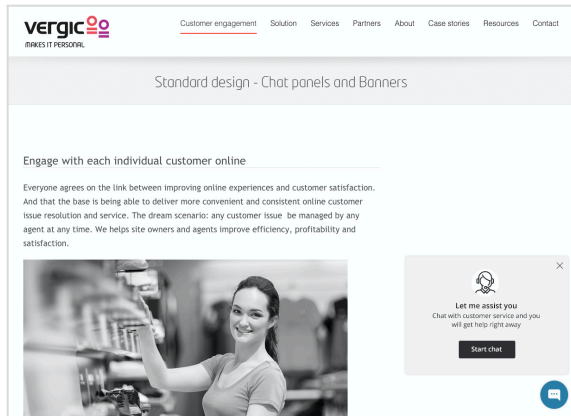 vergic
MAKES IT PERSONAL
Customer engagement Solution Services Partners About Case stories Resources Contact
Standard design - Chat panels and Banners
Engage with each individual customer online
Everyone agrees on the link between improving online experiences and customer satisfaction.
And that the base is being able to deliver more convenient and consistent online customer
issue resolution and service. The dream scenario: any customer issue be managed by any
agent at any time. We helps site owners and agents improve efficiency, profitability and
satisfaction.
Let me assist you
Chat with customer service and you
will get help right away
Start chat